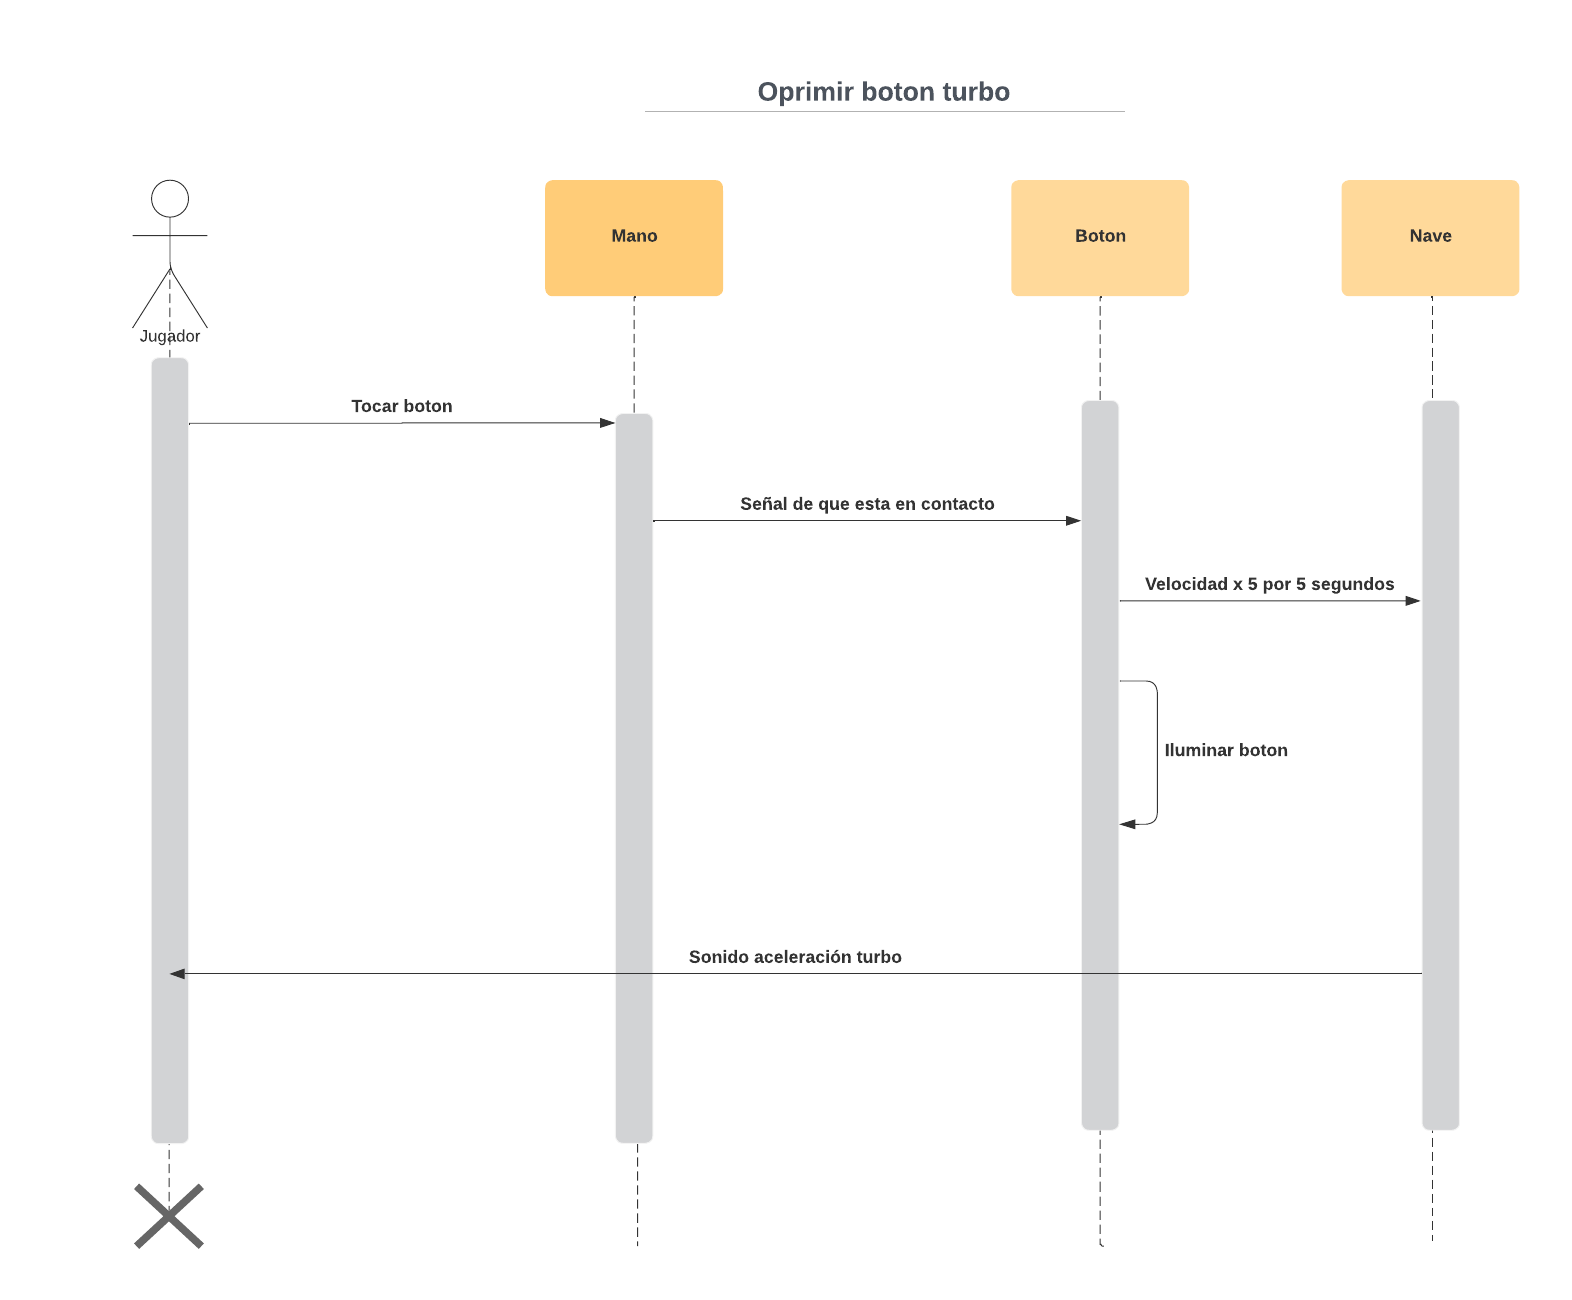 Oprimir boton turbo
Mano
Boton
Nave
Jugador
Tocar boton
Señal de que esta en contacto
Velocidad x 5 por 5 segundos
Iluminar boton
Sonido aceleración turbo